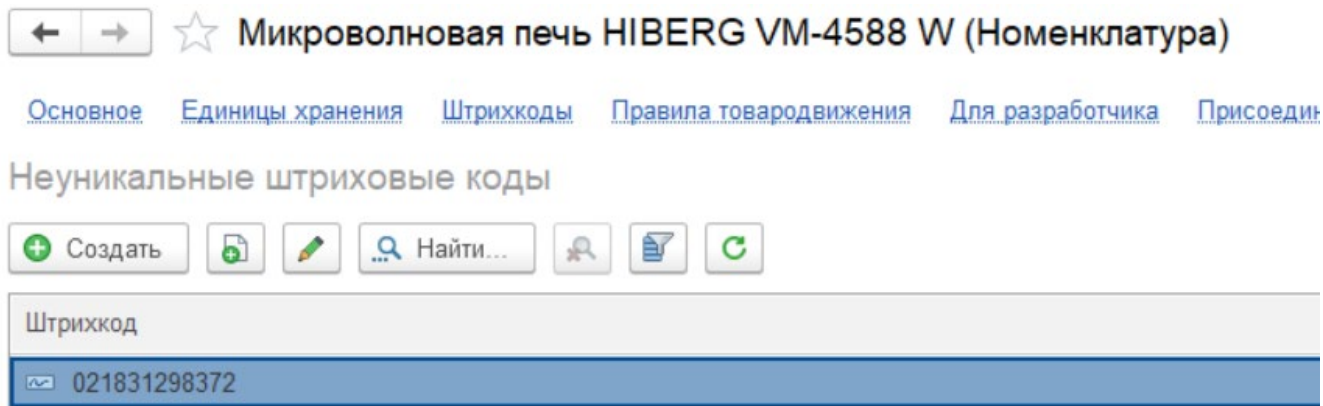 Микроволновая печь HIBERG VM-4588 W (Номенклатура)
Основное Единицы хранения Штрихкоды Правила товародвижения Для разработчика Присоедин
Неуникальные штриховые коды
Создать Найти...
Штрихкод
021831298372